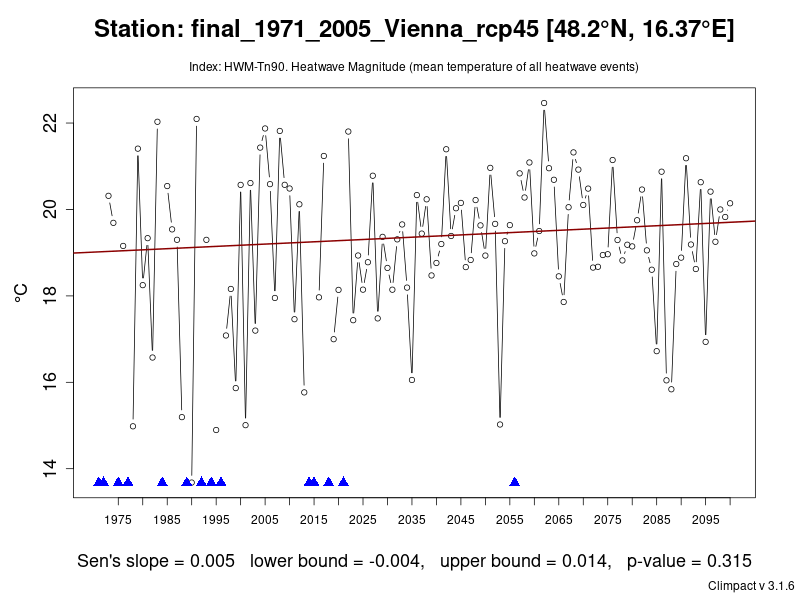 Station: final_1971_2005_Vienna_rcp45 [48.2°N, 16.37°E]
Index: HWM-Tn90. Heatwave Magnitude (mean temperature of all heatwave events)
22
20
18
16
14
°C
1975 1985 1995 2005 2015 2025 2035 2045 2055 2065 2075 2085 2095
Sen's slope = 0.005 lower bound = -0.004, upper bound = 0.014, p-value = 0.315
Climpact v 3.1.6